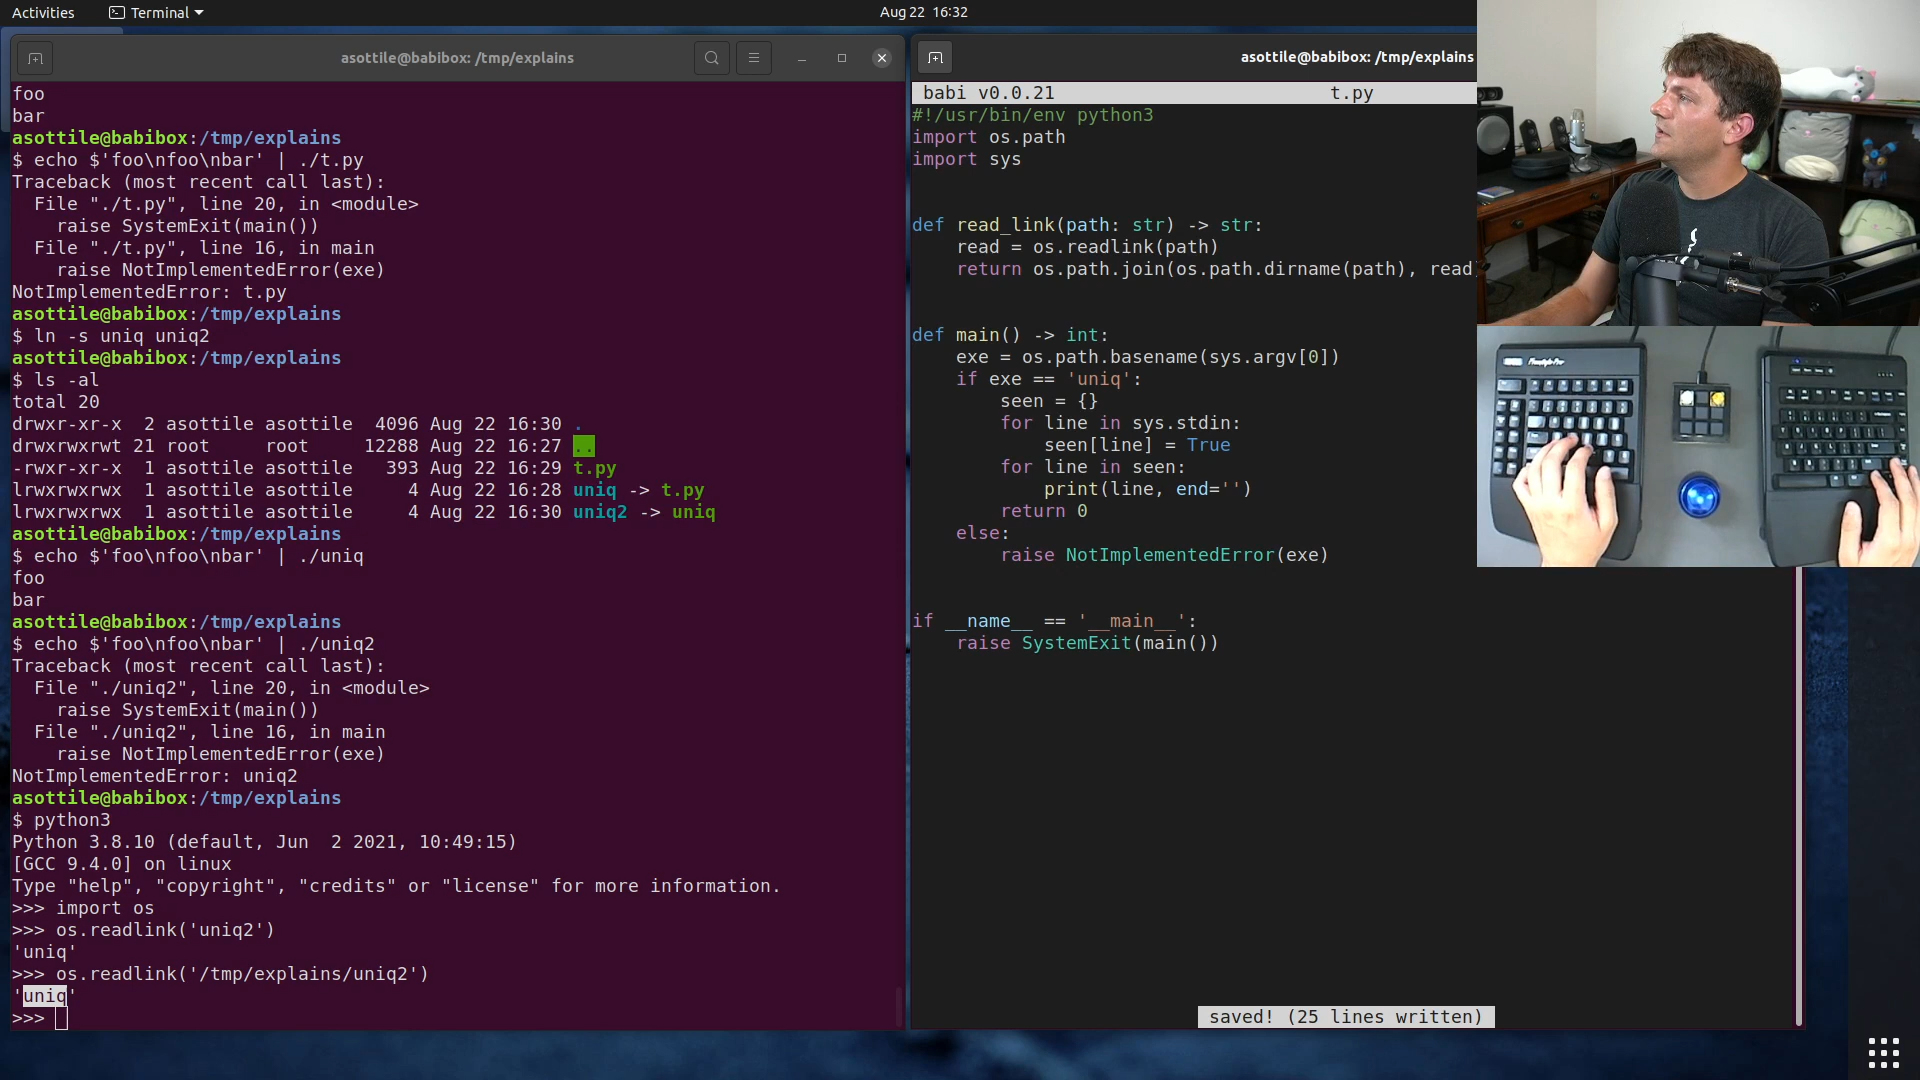 Activities
Terminal
Aug 22 16:32
asottile@babibox: /tmp/explains
foo
bar
asottile@babibox:/tmp/explains
$ echo $'foo\nfoo\nbar' | ./t.py
Traceback (most recent call last):
  File "./t.py", line 20, in <module>
    raise SystemExit(main())
  File "./t.py", line 16, in main
    raise NotImplementedError(exe)
NotImplementedError: t.py
asottile@babibox:/tmp/explains
$ ln -s uniq uniq2
asottile@babibox:/tmp/explains
$ ls -al
total 20
drwxr-xr-x  2 asottile asottile  4096 Aug 22 16:30 .
drwxrwxrwt 21 root     root     12288 Aug 22 16:27 ..
-rwxr-xr-x  1 asottile asottile   393 Aug 22 16:29 t.py
lrwxrwxrwx  1 asottile asottile     4 Aug 22 16:28 uniq -> t.py
lrwxrwxrwx  1 asottile asottile     4 Aug 22 16:30 uniq2 -> uniq
asottile@babibox:/tmp/explains
$ echo $'foo\nfoo\nbar' | ./uniq
foo
bar
asottile@babibox:/tmp/explains
$ echo $'foo\nfoo\nbar' | ./uniq2
Traceback (most recent call last):
  File "./uniq2", line 20, in <module>
    raise SystemExit(main())
  File "./uniq2", line 16, in main
    raise NotImplementedError(exe)
NotImplementedError: uniq2
asottile@babibox:/tmp/explains
$ python3
Python 3.8.10 (default, Jun  2 2021, 10:49:15)
[GCC 9.4.0] on linux
Type "help", "copyright", "credits" or "license" for more information.
>>> import os
>>> os.readlink('uniq2')
'uniq'
>>> os.readlink('/tmp/explains/uniq2')
'uniq'
>>>
asottile@babibox: /tmp/explains
babi v0.0.21 t.py
#!/usr/bin/env python3
import os.path
import sys
def read_link(path: str) -> str:
    read = os.readlink(path)
    return os.path.join(os.path.dirname(path), read
def main() -> int:
    exe = os.path.basename(sys.argv[0])
    if exe == 'uniq':
        seen = {}
        for line in sys.stdin:
            seen[line] = True
        for line in seen:
            print(line, end='')
        return 0
    else:
        raise NotImplementedError(exe)
if __name__ == '__main__':
    raise SystemExit(main())
saved! (25 lines written)